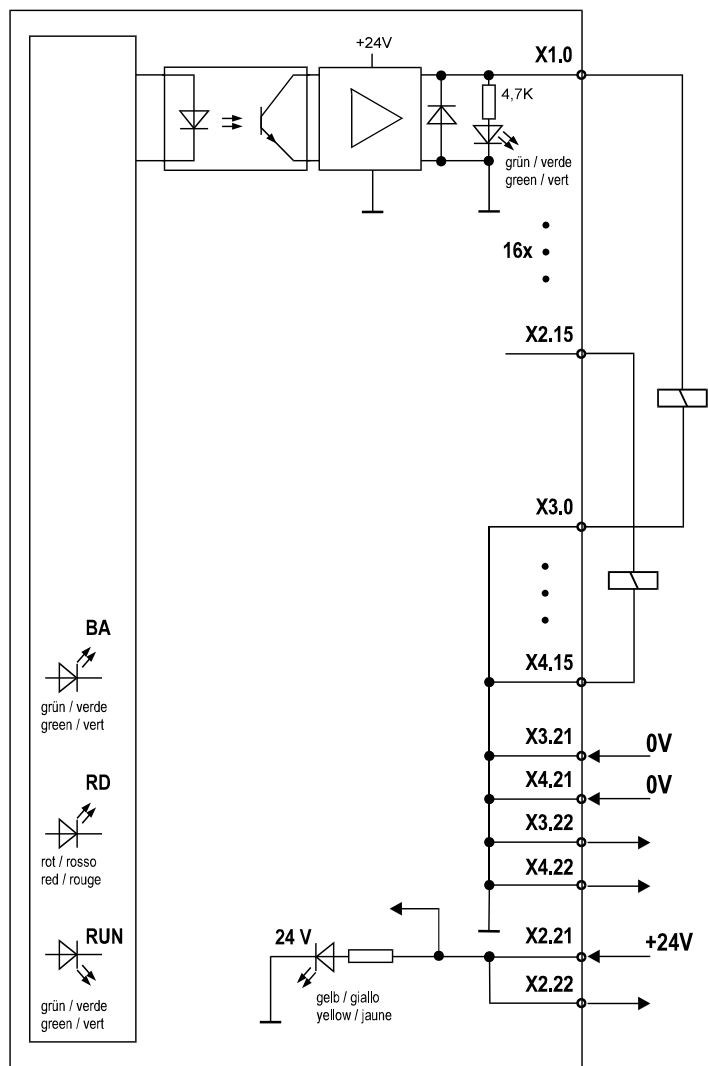 +24V
X1.0
4,7K
grün / verde
green / vert
16x
X2.15
X3.0
BA
grün / verde
green / vert
X4.15
X3.21
0V
X4.21
0V
RD
rot / rosso
red / rouge
X3.22
X4.22
RUN
grün / verde
green / vert
24 V
gelb / giallo
yellow / jaune
X2.21
+24V
X2.22